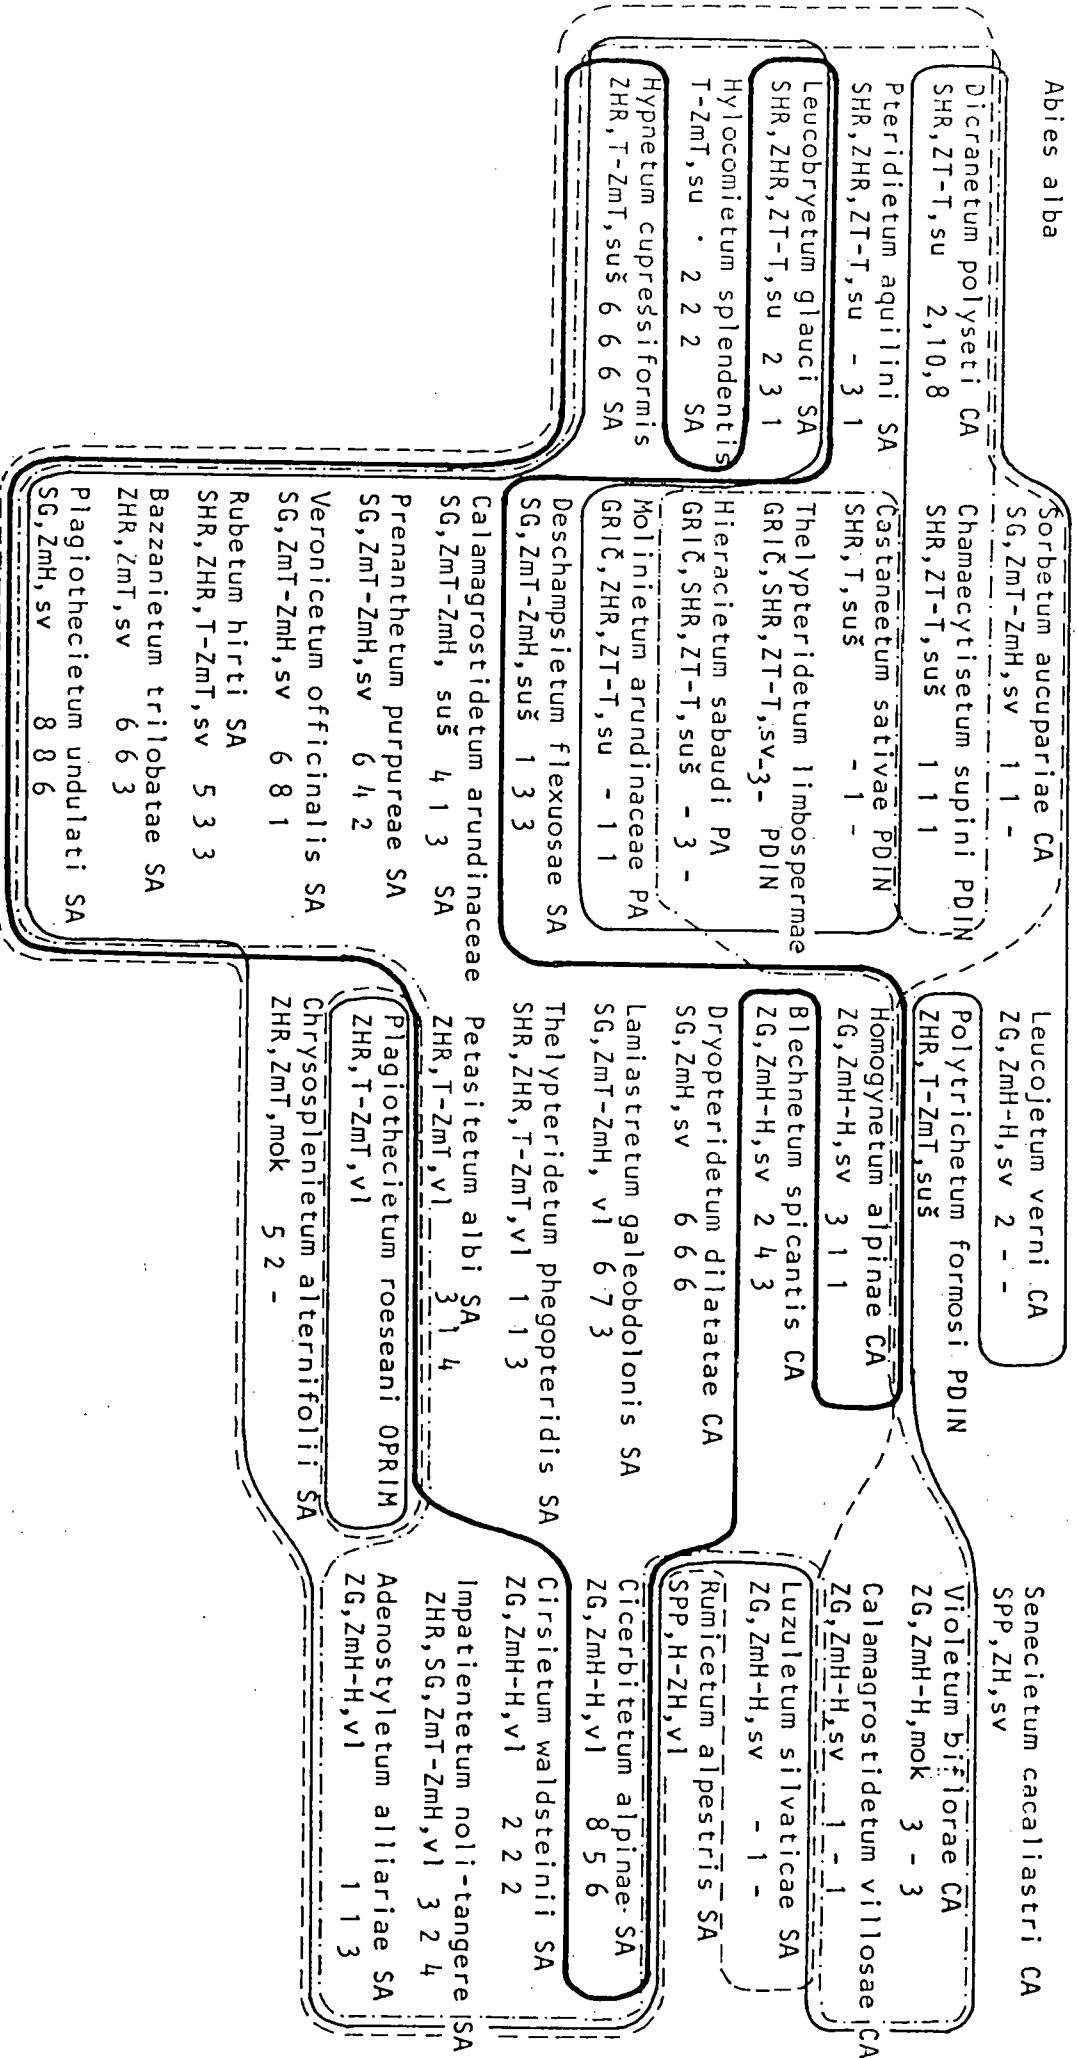 Abies alba
Dicranetum polyseti CA
SHR,ZT-T,su 2,10,8
Pteridietum aquilini SA
SHR,ZHR,ZT-T,su - 3 1
Leucobryetum glauci SA
SHR,ZHR,ZT-T,su 2 3 1
Hylocomietum splendentis
T-ZmT,su · 2 2 2 SA
Hypnetum cupressiformis
ZHR,T-ZmT,suš 6 6 6 SA
Sorbetum aucupariae CA
SG,ZmT-ZmH,sv 1 1 -
Chamaecytisetum supini PDIN
SHR,ZT-T,suš 1 1 1
Castaneetum sativae PDIN
SHR,T,suš - 1 -
Thelypteridetum limbospermae
GRIČ,SHR,ZT-T,sv-3- PDIN
Hieracietum sabaudi PA
GRIČ,SHR,ZT-T,suš - 3 -
Molinietum arundinaceae PA
GRIČ,ZHR,ZT-T,su - 1 1
Deschampsietum flexuosae SA
SG,ZmT-ZmH,suš 1 3 3
Calamagrostidetum arundinaceae
SG,ZmT-ZmH, suš 4 1 3 SA
Prenanthetum purpureae SA
SG,ZmT-ZmH,sv 6 4 2
Veronicetum officinalis SA
SG,ZmT-ZmH,sv 6 8 1
Rubetum hirti SA
SHR,ZHR,T-ZmT,sv 5 3 3
Bazzanietum trilobatae SA
ZHR,ZmT,sv 6 6 3
Plagiothecietum undulati SA
SG,ZmH,sv 8 8 6
Leucojetum verni CA
ZG,ZmH-H,sv 2 - -
Polytrichetum formosi PDIN
ZHR,T-ZmT,suš
Homogynetum alpinae CA
ZG,ZmH-H,sv 3 1 1
Blechnetum spicantis CA
ZG,ZmH-H,sv 2 4 3
Dryopteridetum dilatatae CA
SG,ZmH,sv 6 6 6
Lamiastretum galeobdolonis SA
SG,ZmT-ZmH, vl 6 7 3
Thelypteridetum phegopteridis SA
SHR,ZHR,T-ZmT,vl 1 1 3
Petasitetum albi SA
ZHR,T-ZmT,vl 3 1 4
Plagiothecietum roeseani OPRIM
ZHR,T-ZmT,vl
Chrysosplenietum alternifolii SA
ZHR,ZmT,mok 5 2 -
Senecietum cacaliastri CA
SPP,ZH,sv
Violetum biflorae CA
ZG,ZmH-H,mok 3 - 3
Calamagrostidetum villosae CA
ZG,ZmH-H,sv 1 - 1
Luzuletum silvaticae SA
ZG,ZmH-H,sv - 1 -
Rumicetum alpestris SA
SPP,H-ZH,vl
Cicerbitetum alpinae SA
ZG,ZmH-H,vl 8 5 6
Cirsietum waldsteinii SA
ZG,ZmH-H,vl 2 2 2
Impatientetum noli-tangere SA
ZHR,SG,ZmT-ZmH,vl 3 2 4
Adenostyletum alliariae SA
ZG,ZmH-H,vl 1 1 3